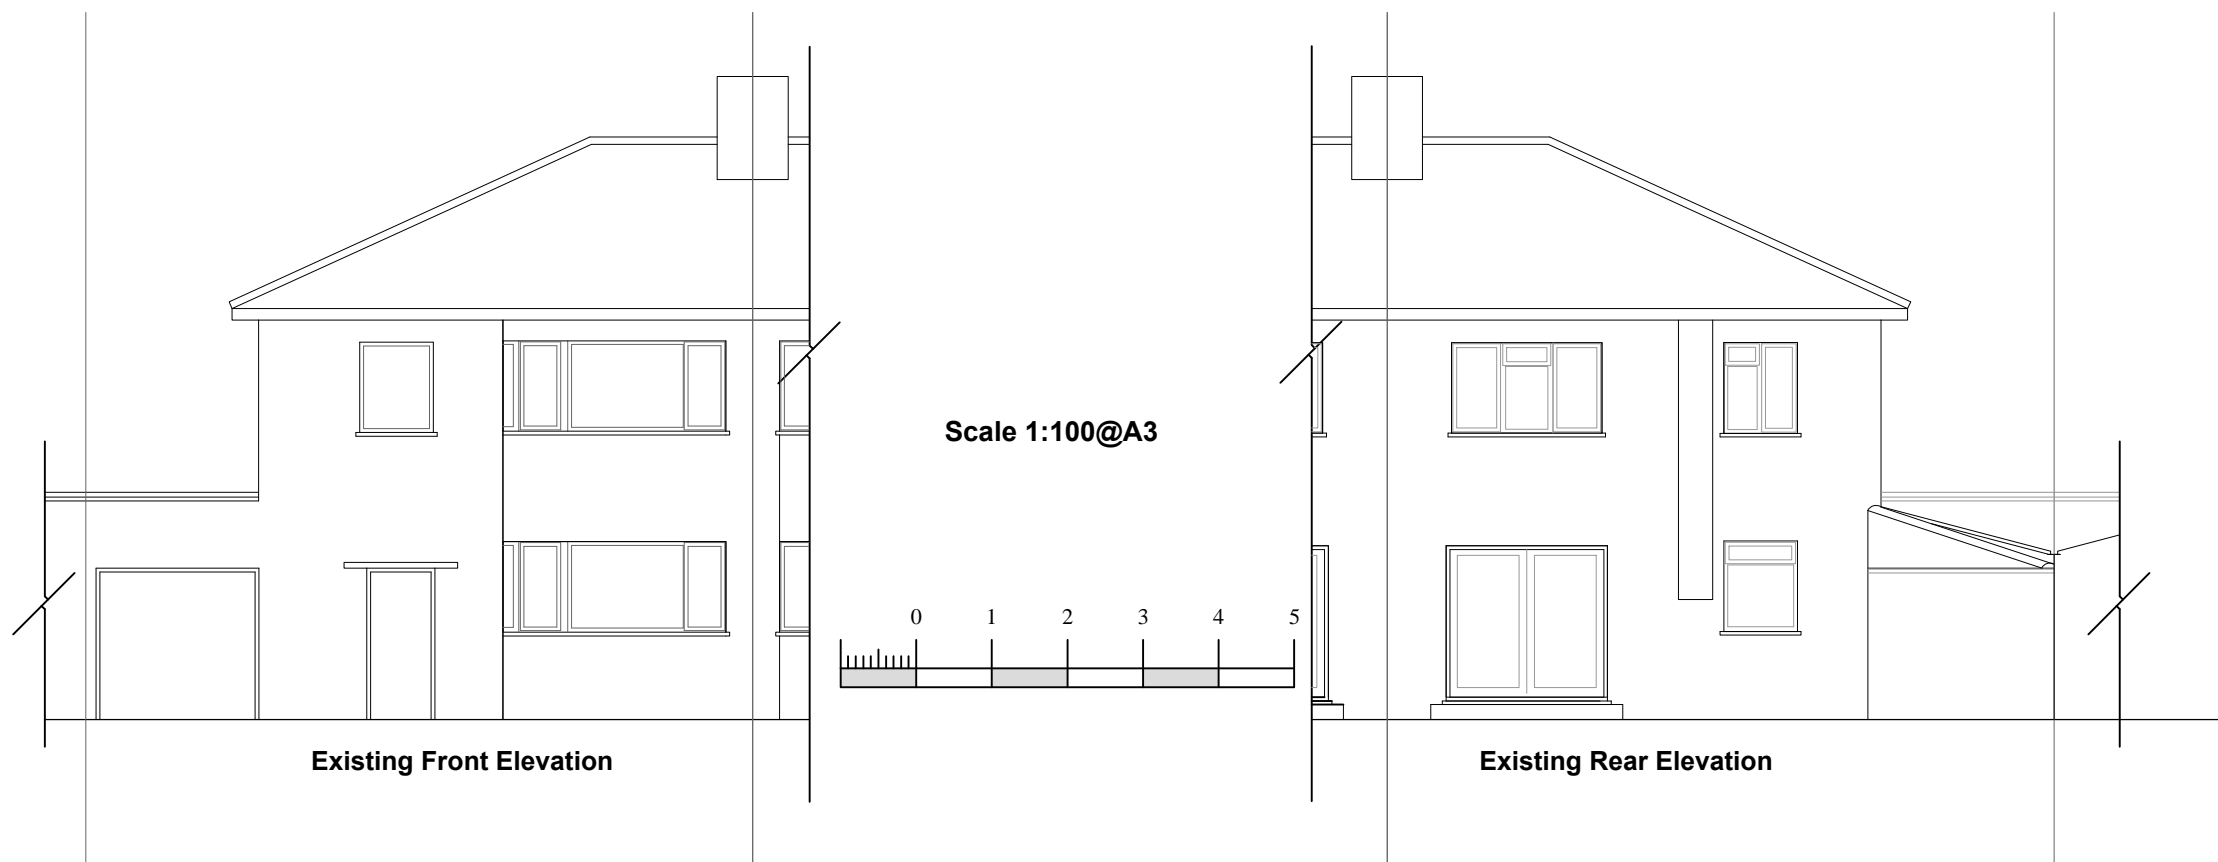 Scale 1:100@A3
0 1 2 3 4 5
Existing Front Elevation
Existing Rear Elevation